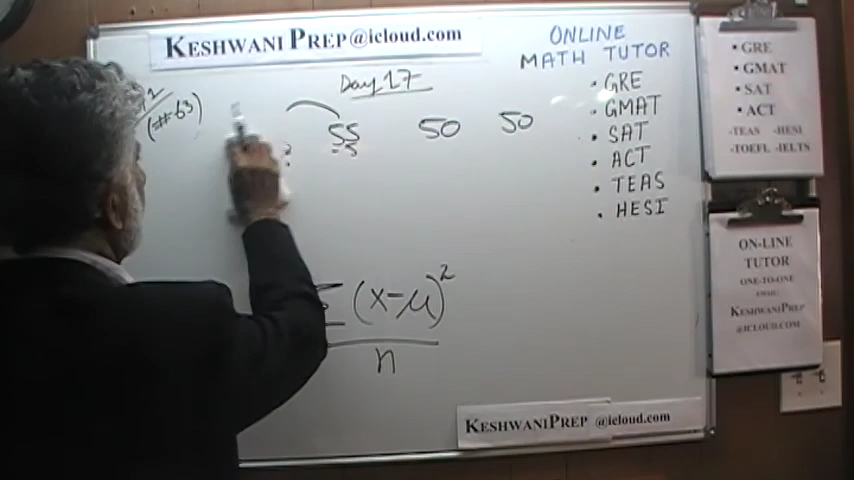 KESHWANI PREP@icloud.com
Day 17
(##63)
55 50 50
-5
Σ(x-μ)²
n
ONLINE
MATH TUTOR
• GRE
• GMAT
• SAT
• ACT
• TEAS
• HESI
KESHWANIPREP @icloud.com
• GRE
• GMAT
• SAT
• ACT
-TEAS -HESI
-TOEFL -IELTS
ON-LINE
TUTOR
ONE-TO-ONE
KESHWANIPREP
@ICLOUD.COM